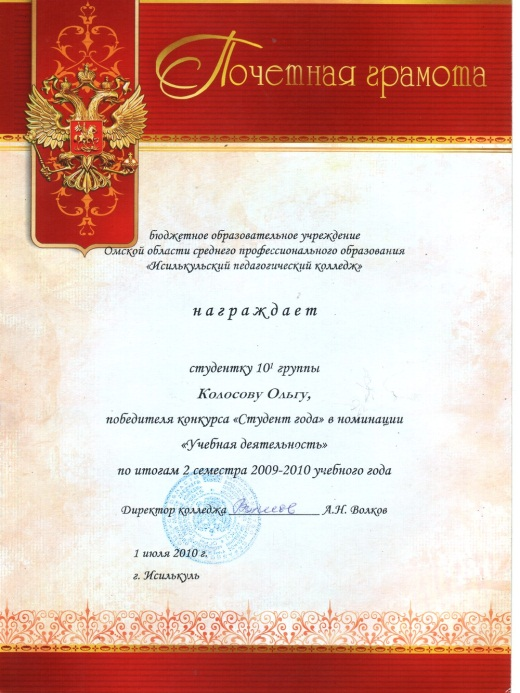 Почетная грамота
бюджетное образовательное учреждение
Омской области среднего профессионального образования
«Исилькульский педагогический колледж»
награждает
студентку 10¹ группы
Колосову Ольгу,
победителя конкурса «Студент года» в номинации
«Учебная деятельность»
по итогам 2 семестра 2009-2010 учебного года
Директор колледжа А.Н. Волков
1 июля 2010 г.
г. Исилькуль